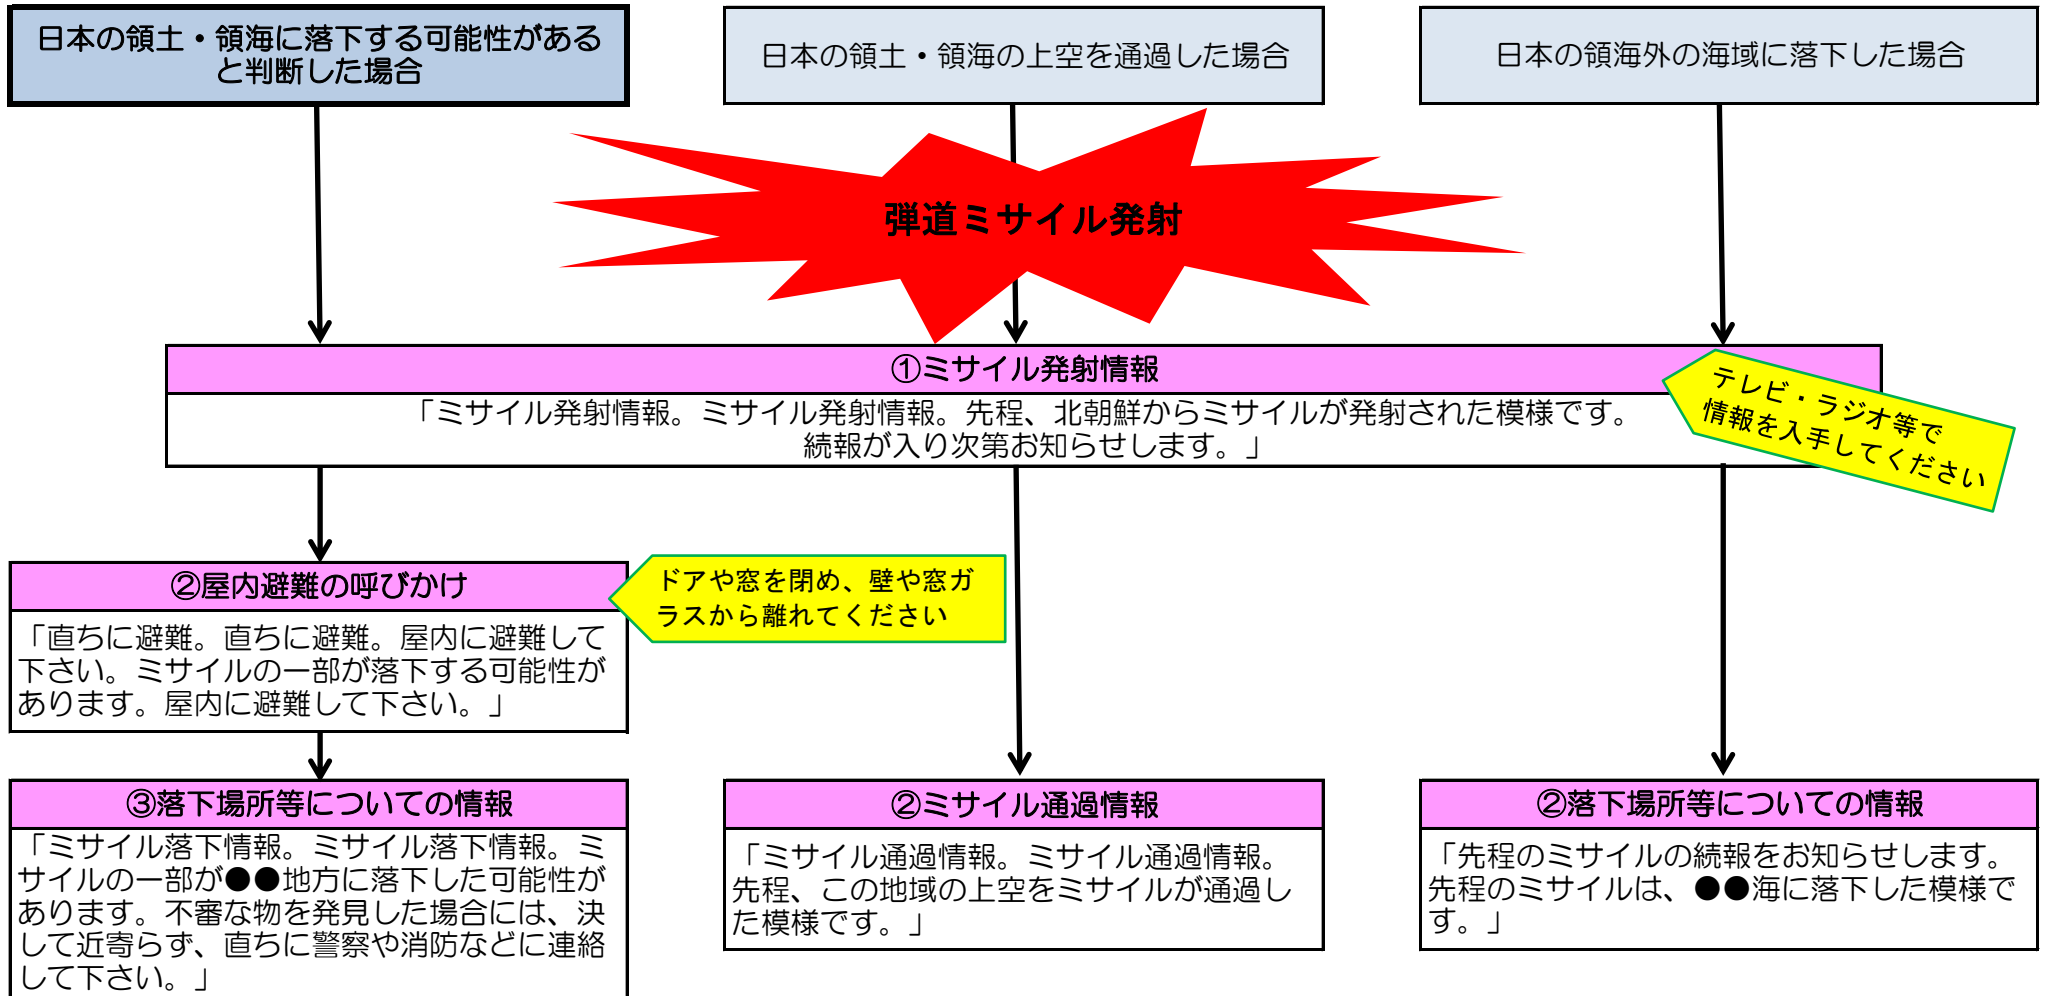 日本の領土・領海に落下する可能性がある
と判断した場合
日本の領土・領海の上空を通過した場合
日本の領海外の海域に落下した場合
弾道ミサイル発射
①ミサイル発射情報
「ミサイル発射情報。ミサイル発射情報。先程、北朝鮮からミサイルが発射された模様です。
続報が入り次第お知らせします。」
テレビ・ラジオ等で
情報を入手してください
②屋内避難の呼びかけ
「直ちに避難。直ちに避難。屋内に避難して
下さい。ミサイルの一部が落下する可能性が
あります。屋内に避難して下さい。」
ドアや窓を閉め、壁や窓ガ
ラスから離れてください
③落下場所等についての情報
「ミサイル落下情報。ミサイル落下情報。ミ
サイルの一部が●●地方に落下した可能性が
あります。不審な物を発見した場合には、決
して近寄らず、直ちに警察や消防などに連絡
して下さい。」
②ミサイル通過情報
「ミサイル通過情報。ミサイル通過情報。
先程、この地域の上空をミサイルが通過し
た模様です。」
②落下場所等についての情報
「先程のミサイルの続報をお知らせします。
先程のミサイルは、●●海に落下した模様で
す。」